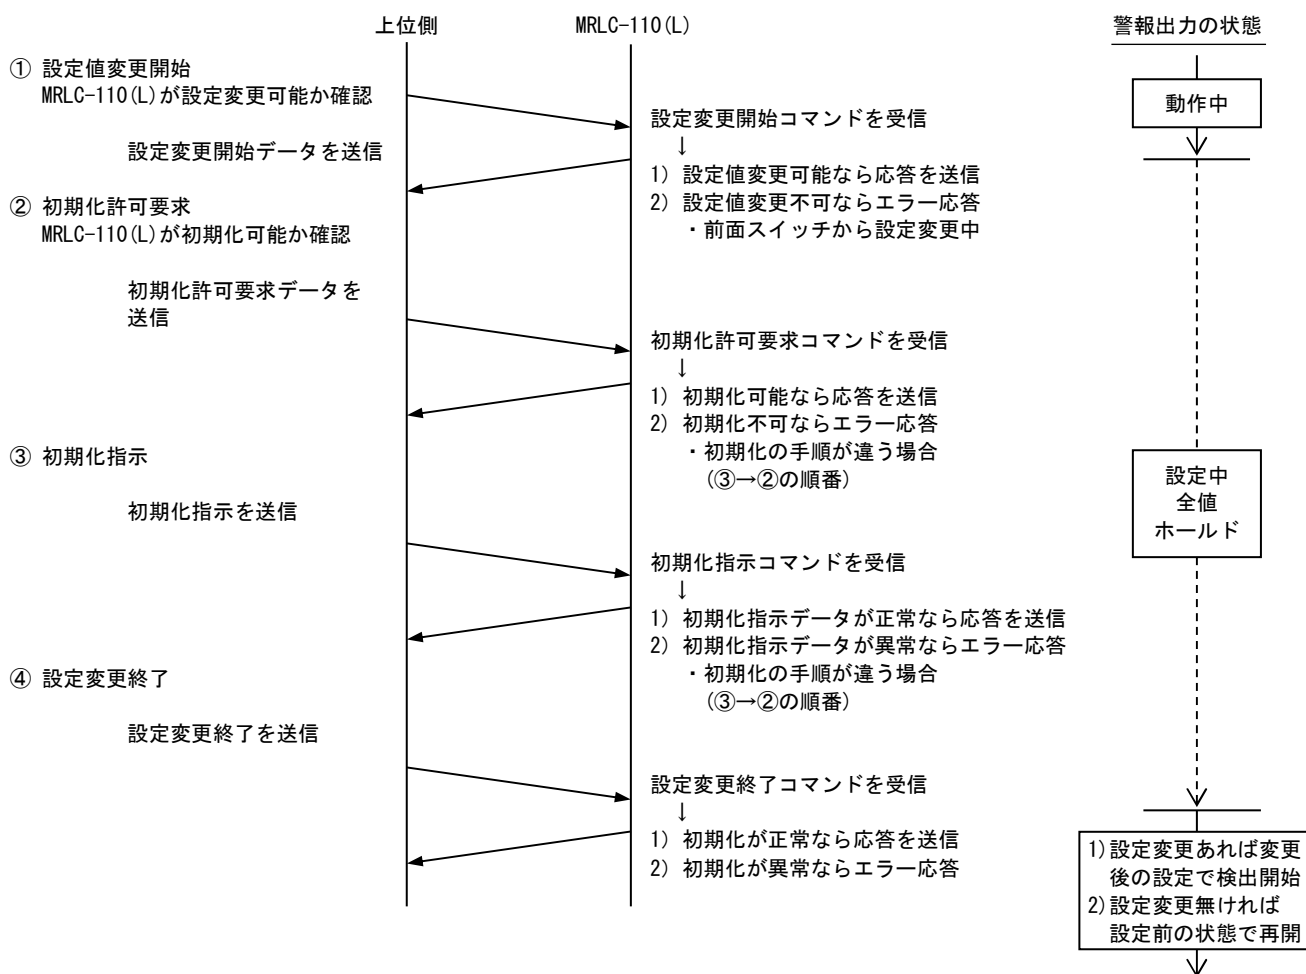 上位側
MRLC-110(L)
警報出力の状態
① 設定値変更開始
MRLC-110(L)が設定変更可能か確認
設定変更開始データを送信
② 初期化許可要求
MRLC-110(L)が初期化可能か確認
初期化許可要求データを
送信
③ 初期化指示
初期化指示を送信
④ 設定変更終了
設定変更終了を送信
設定変更開始コマンドを受信
↓
1) 設定値変更可能なら応答を送信
2) 設定値変更不可ならエラー応答
・前面スイッチから設定変更中
初期化許可要求コマンドを受信
↓
1) 初期化可能なら応答を送信
2) 初期化不可ならエラー応答
・初期化の手順が違う場合
(③→②の順番)
初期化指示コマンドを受信
↓
1) 初期化指示データが正常なら応答を送信
2) 初期化指示データが異常ならエラー応答
・初期化の手順が違う場合
(③→②の順番)
設定変更終了コマンドを受信
↓
1) 初期化が正常なら応答を送信
2) 初期化が異常ならエラー応答
動作中
設定中
全値
ホールド
1)設定変更あれば変更
後の設定で検出開始
2)設定変更無ければ
設定前の状態で再開